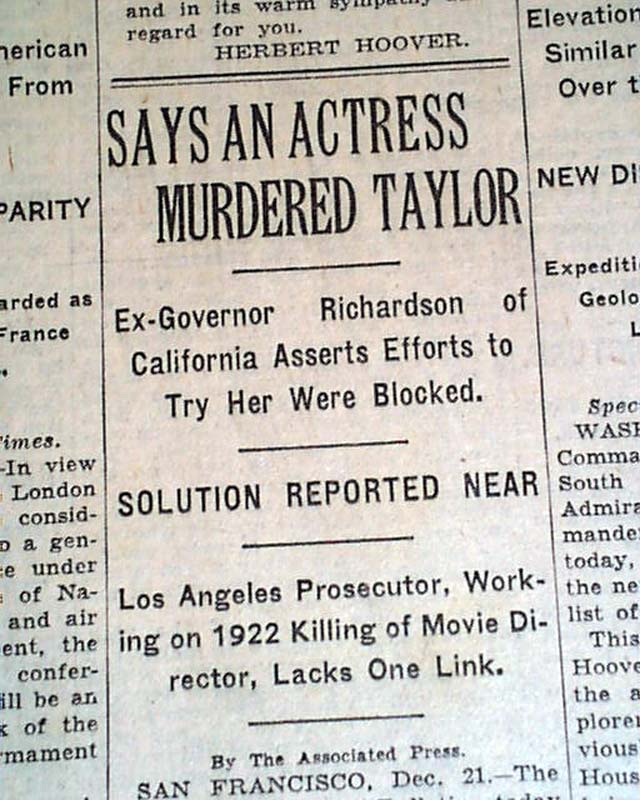 and in its warm
regard for you.
HERBERT HOOVER.
SAYS AN ACTRESS
MURDERED TAYLOR
Ex-Governor Richardson of
California Asserts Efforts to
Try Her Were Blocked.
SOLUTION REPORTED NEAR
Los Angeles Prosecutor, Work-
ing on 1922 Killing of Movie Di-
rector, Lacks One Link.
By The Associated Press.
SAN FRANCISCO, Dec. 21.—The
today
merican
From
PARITY
arded as
France
Times.
-In view
London
consid-
o a gen-
ce under
of Na-
and air
ent, the
confer-
ill be an
k of the
rmament
Elevation
Similar
Over t
NEW DI
Expediti
Geolo
L
Spec
WASH
Comma
South
Admira
mande
today,
the ne
list of
This
Hoove
the a
plore
vious
Hous